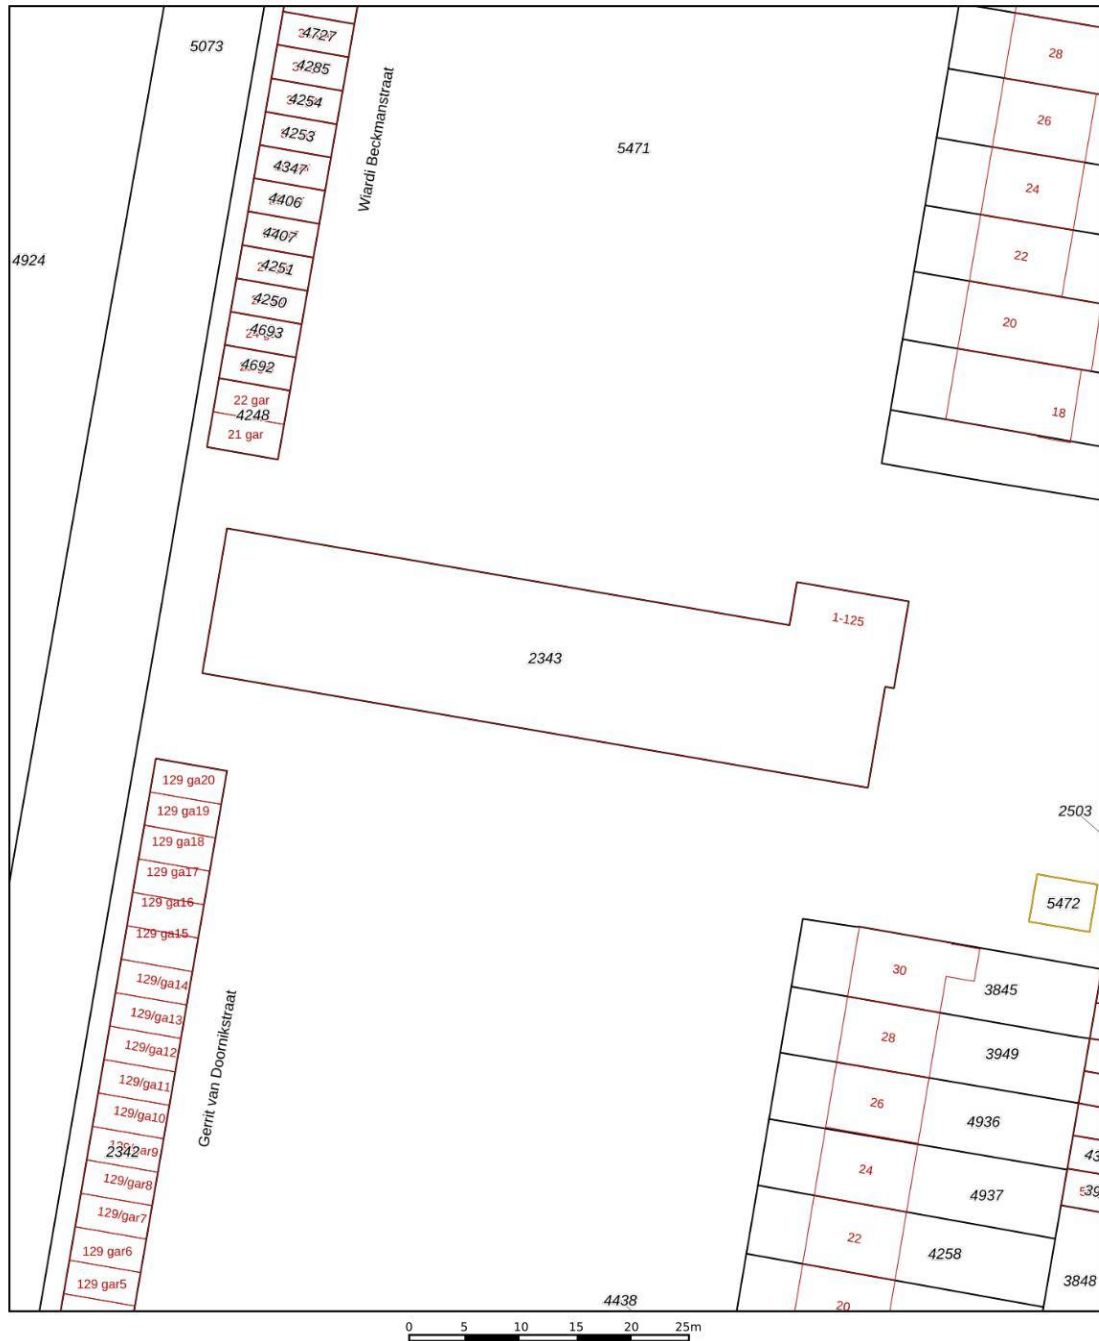 5073
4727
4285
4254
4253
4347
4406
4407
4251
4250
4693
4692
22 gar
4248
21 gar
Wiardi Beckmanstraat
5471
4924
28
26
24
22
20
18
1-125
2343
129 ga20
129 ga19
129 ga18
129 ga17
129 ga16
129 ga15
129/ga14
129/ga13
129/ga12
129/ga11
129/ga10
2342
129/gar8
129/gar7
129 gar6
129 gar5
Gerrit van Doornikstraat
2503
5472
30
3845
28
3949
26
4936
24
4937
22
4258
20
3848
4438
0 5 10 15 20 25m